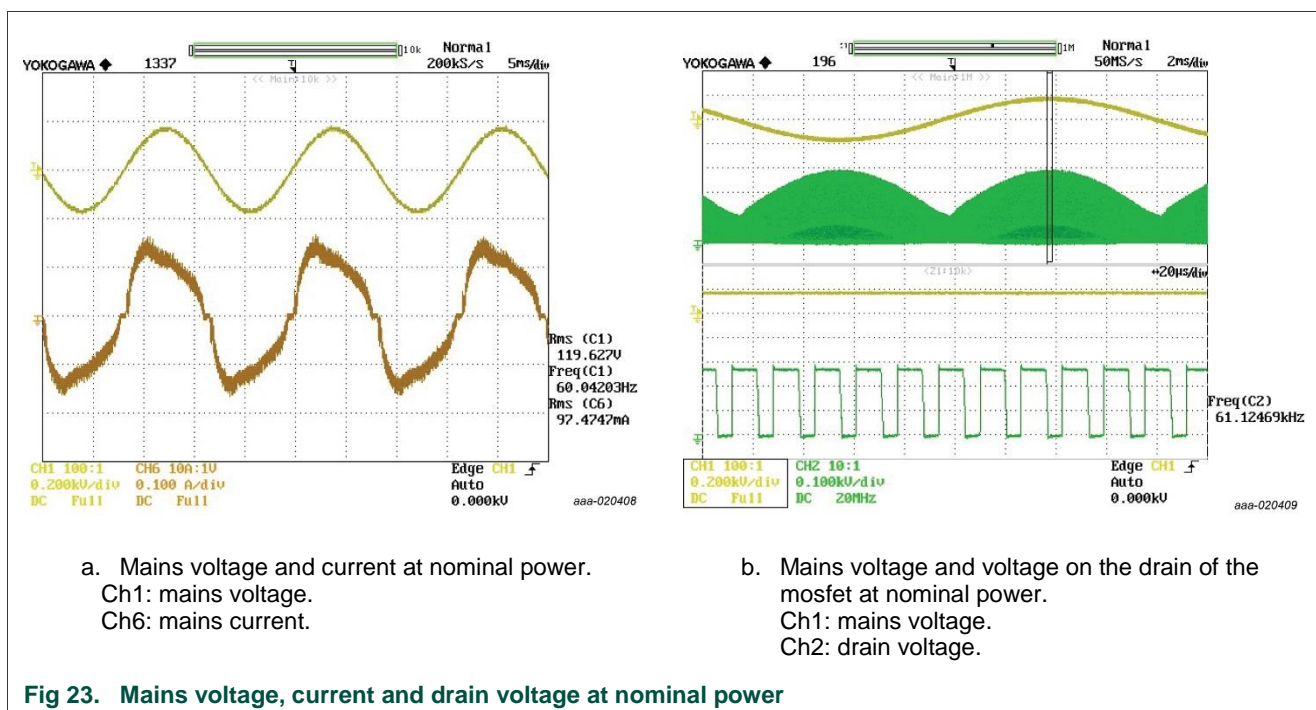 Normal
YOKOGAWA ◆ 1337 200kS/s 5ms/div
10k
<< Main:10k >>
Rms (C1)
119.627V
Freq(C1)
60.04203Hz
Rms (C6)
97.4747mA
CH1 100:1 CH6 10A:1V Edge CH1
0.200kV/div 0.100 A/div Auto
DC Full DC Full 0.000kV
aaa-020408
Normal
YOKOGAWA ◆ 196 50MS/s 2ms/div
1M
<< Main:1M >>
<Z1:10k> 20µs/div
Freq(C2)
61.12469kHz
CH1 100:1 CH2 10:1 Edge CH1
0.200kV/div 0.100kV/div Auto
DC Full DC 20MHz 0.000kV
aaa-020409
a. Mains voltage and current at nominal power.
Ch1: mains voltage.
Ch6: mains current.
b. Mains voltage and voltage on the drain of the
mosfet at nominal power.
Ch1: mains voltage.
Ch2: drain voltage.
Fig 23. Mains voltage, current and drain voltage at nominal power